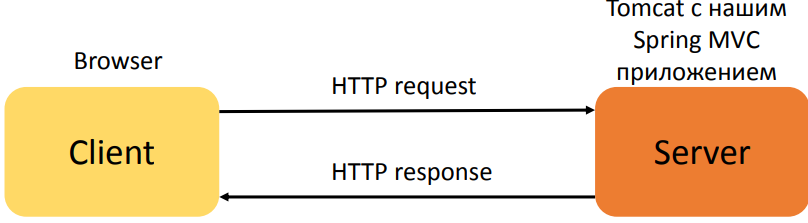 Tomcat с нашим
Spring MVC
приложением
Browser
HTTP request
Client
Server
HTTP response